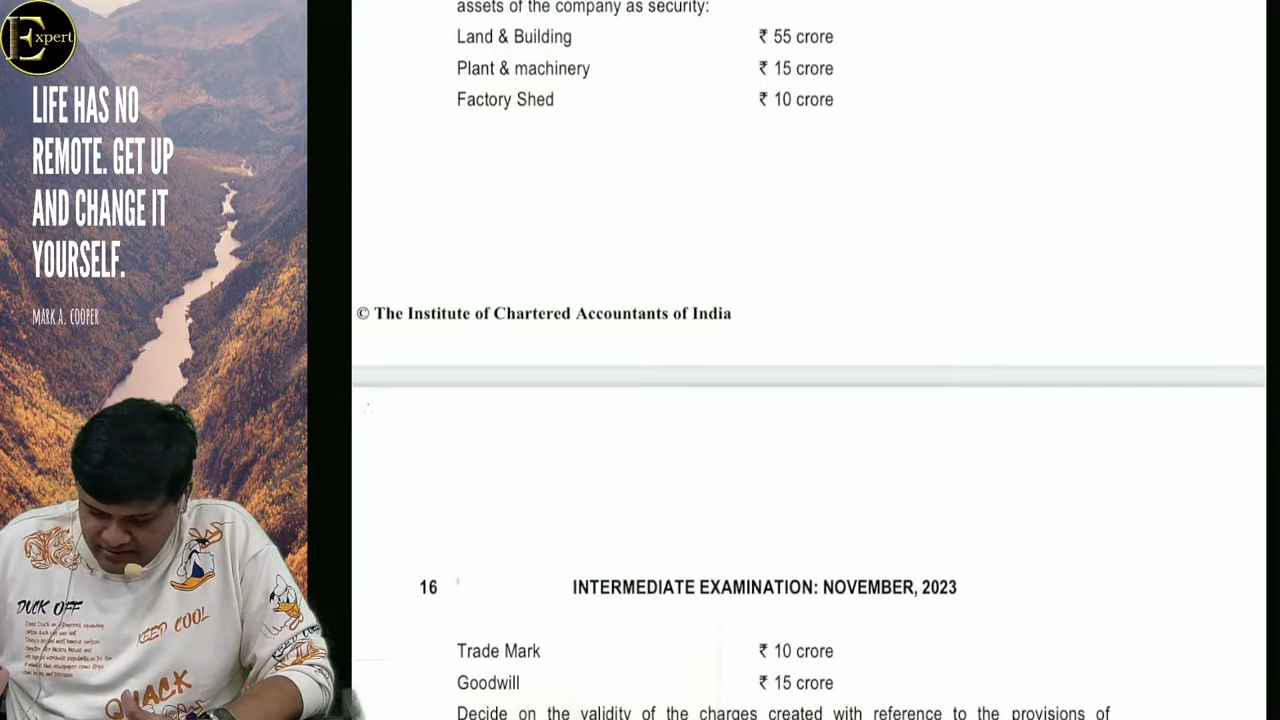 Expert
LIFE HAS NO
REMOTE. GET UP
AND CHANGE IT
YOURSELF.
MARK A. COOPER
DUCK OFF
KEEP COOL
QUACK
assets of the company as security:
Land & Building ₹ 55 crore
Plant & machinery ₹ 15 crore
Factory Shed ₹ 10 crore
© The Institute of Chartered Accountants of India
16 INTERMEDIATE EXAMINATION: NOVEMBER, 2023
Trade Mark ₹ 10 crore
Goodwill ₹ 15 crore
Decide on the validity of the charges created with reference to the provisions of